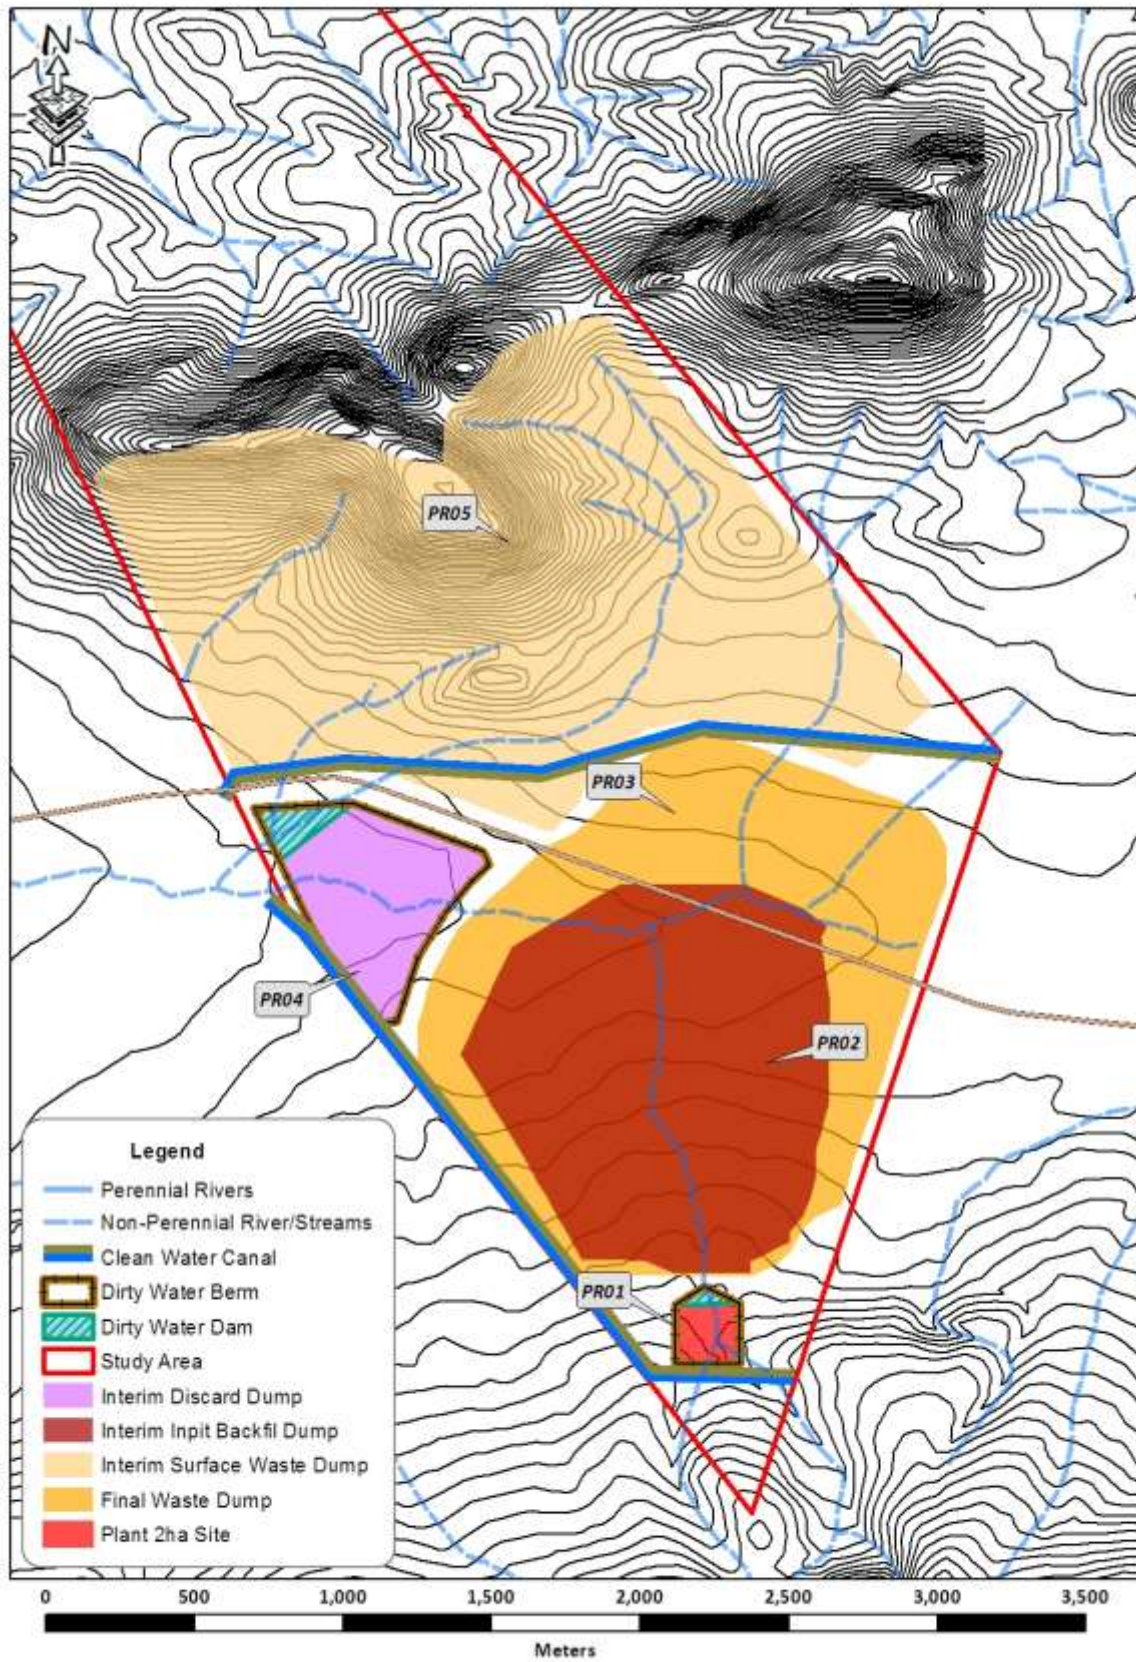 N
PR05
PR03
PR04
PR02
PR01
Legend
Perennial Rivers
Non-Perennial River/Streams
Clean Water Canal
Dirty Water Berm
Dirty Water Dam
Study Area
Interim Discard Dump
Interim Inpit Backfil Dump
Interim Surface Waste Dump
Final Waste Dump
Plant 2ha Site
0 500 1,000 1,500 2,000 2,500 3,000 3,500
Meters